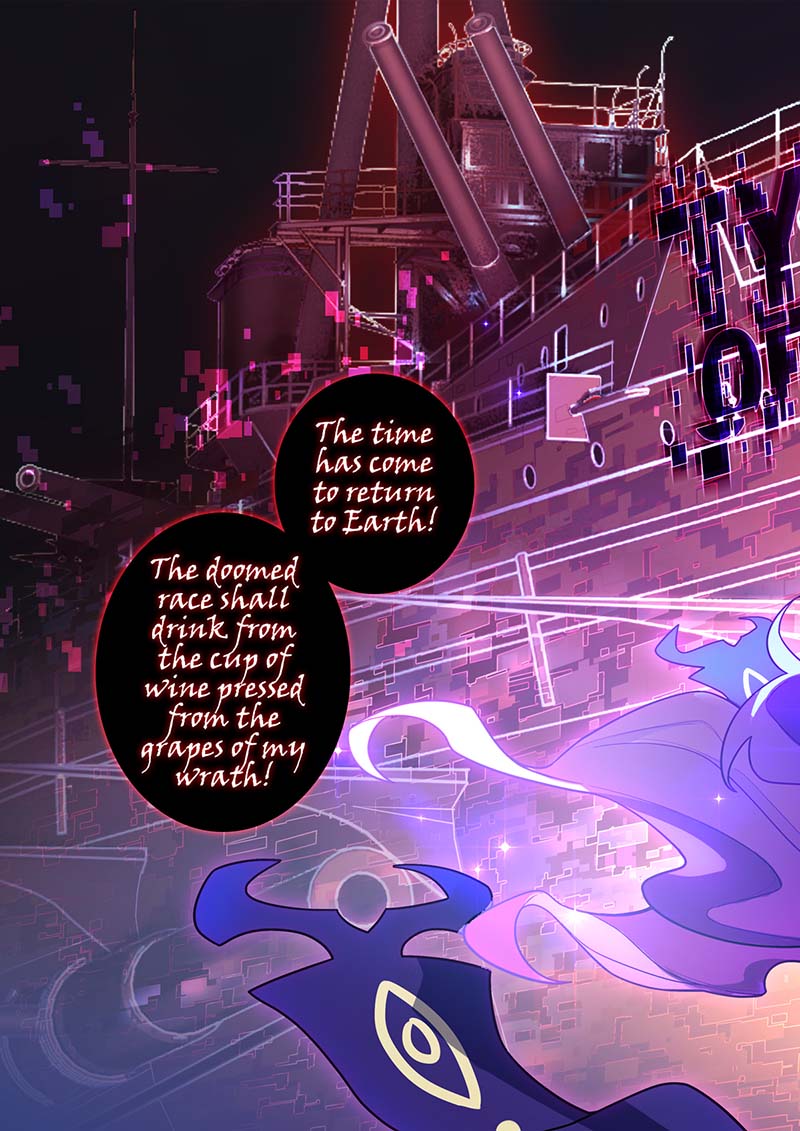 The time
has come
to return
to Earth!
The doomed
race shall
drink from
the cup of
wine pressed
from the
grapes of my
wrath!